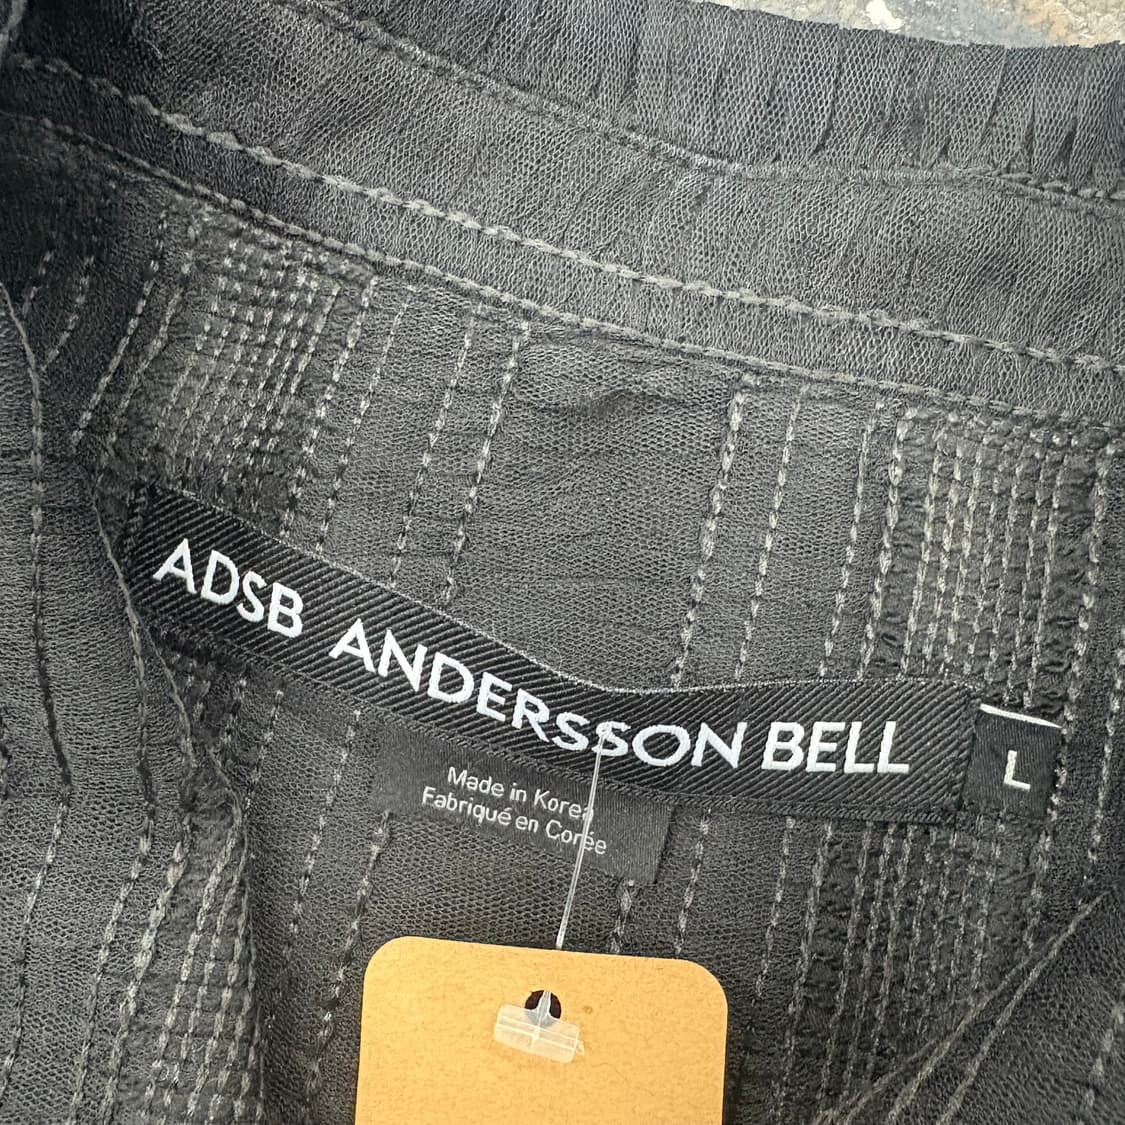 ADSB ANDERSSON BELL
L
Made in Korea
Fabriqué en Corée